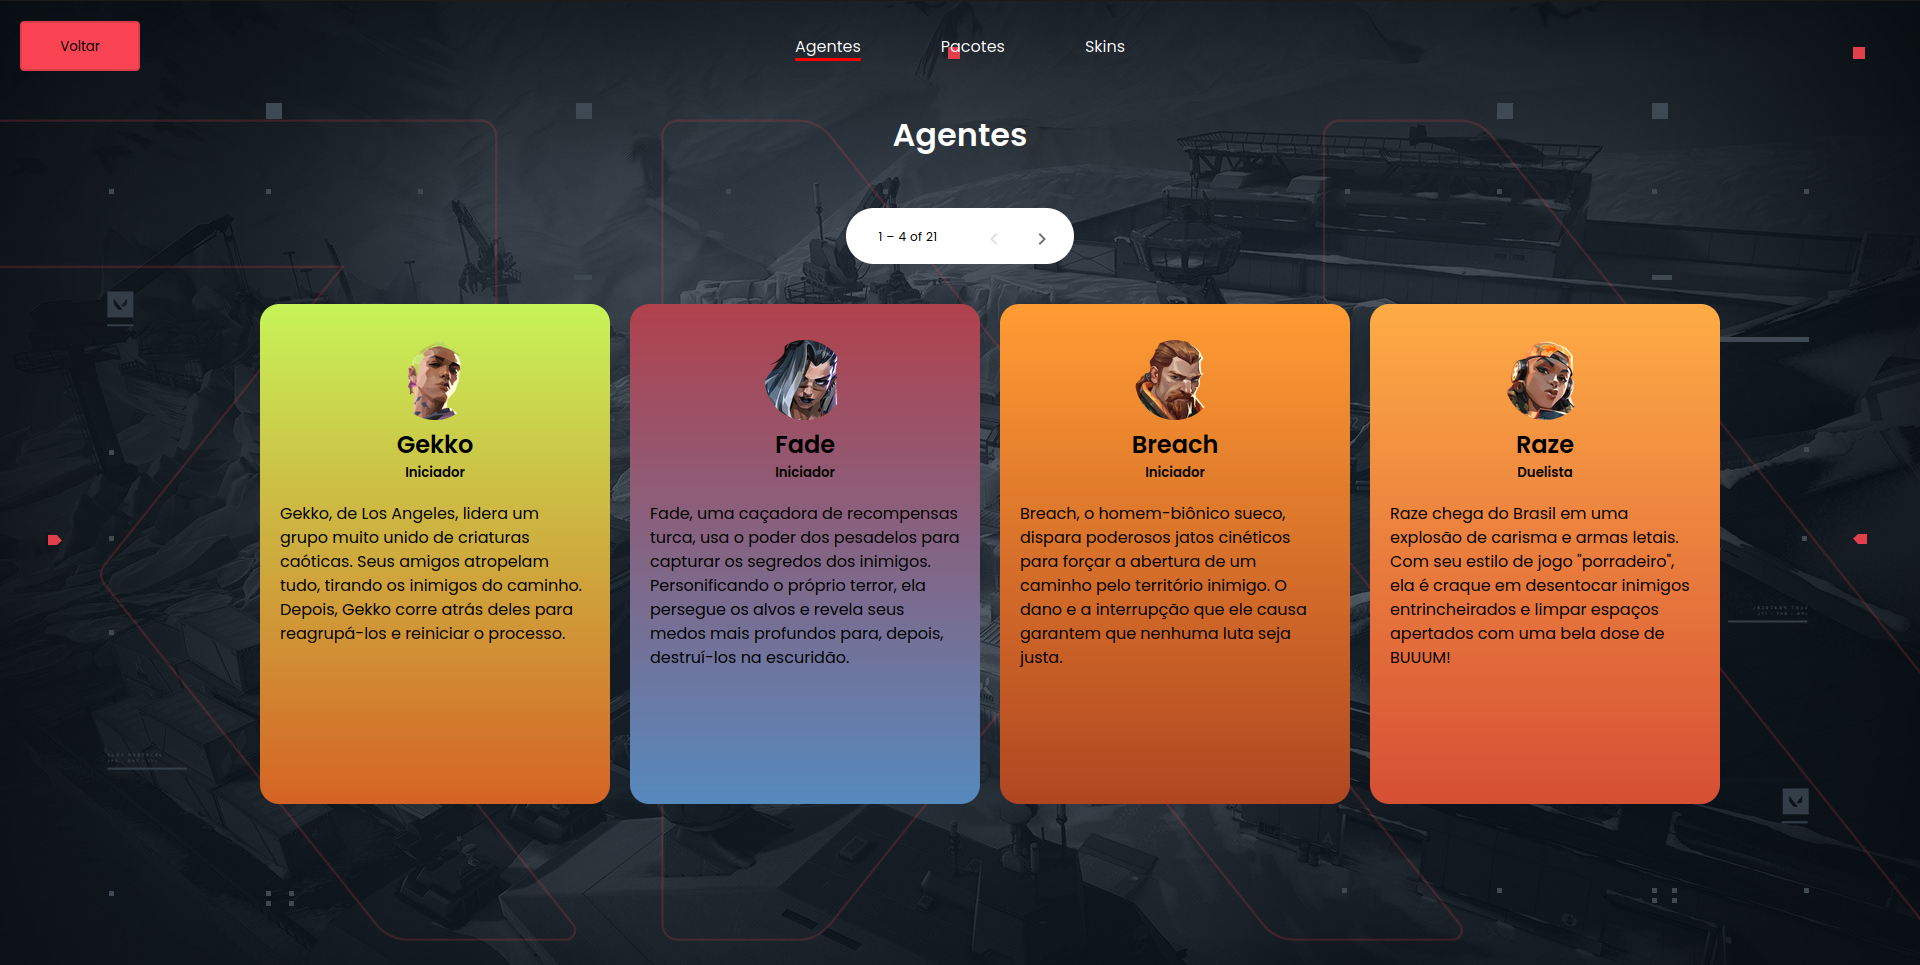 Voltar
Agentes
Pacotes
Skins
Agentes
1 – 4 of 21
Gekko
Iniciador
Gekko, de Los Angeles, lidera um
grupo muito unido de criaturas
caóticas. Seus amigos atropelam
tudo, tirando os inimigos do caminho.
Depois, Gekko corre atrás deles para
reagrupá-los e reiniciar o processo.
Fade
Iniciador
Fade, uma caçadora de recompensas
turca, usa o poder dos pesadelos para
capturar os segredos dos inimigos.
Personificando o próprio terror, ela
persegue os alvos e revela seus
medos mais profundos para, depois,
destruí-los na escuridão.
Breach
Iniciador
Breach, o homem-biônico sueco,
dispara poderosos jatos cinéticos
para forçar a abertura de um
caminho pelo território inimigo. O
dano e a interrupção que ele causa
garantem que nenhuma luta seja
justa.
Raze
Duelista
Raze chega do Brasil em uma
explosão de carisma e armas letais.
Com seu estilo de jogo "porradeiro",
ela é craque em desentocar inimigos
entrincheirados e limpar espaços
apertados com uma bela dose de
BUUUM!